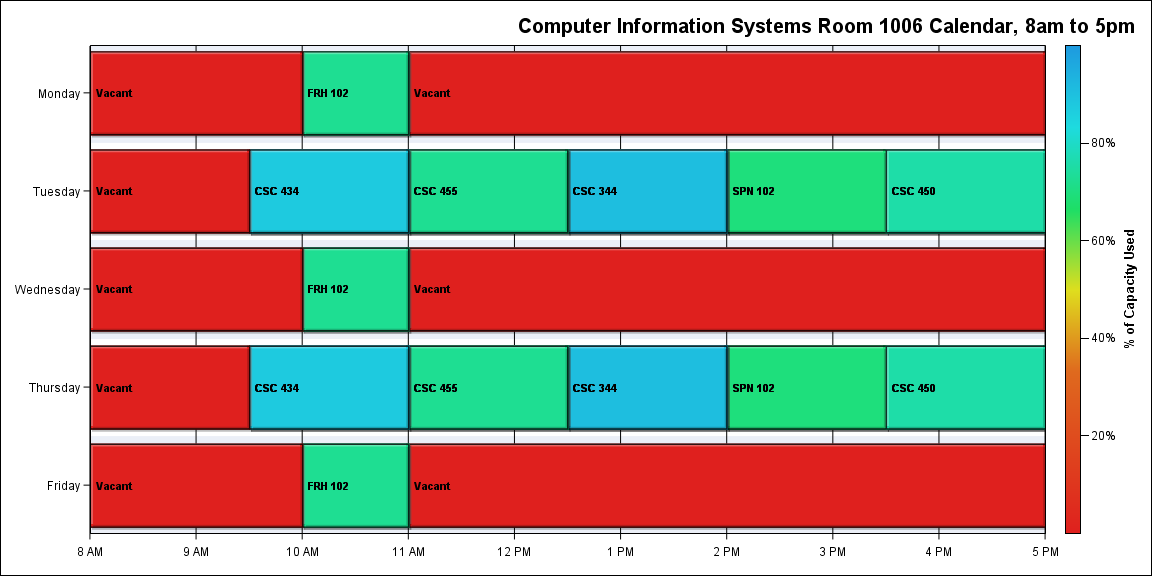 Computer Information Systems Room 1006 Calendar, 8am to 5pm
Monday Vacant FRH 102 Vacant
80%
Tuesday Vacant CSC 434 CSC 455 CSC 344 SPN 102 CSC 450
60%
% of Capacity Used
Wednesday Vacant FRH 102 Vacant
40%
Thursday Vacant CSC 434 CSC 455 CSC 344 SPN 102 CSC 450
20%
Friday Vacant FRH 102 Vacant
8 AM 9 AM 10 AM 11 AM 12 PM 1 PM 2 PM 3 PM 4 PM 5 PM